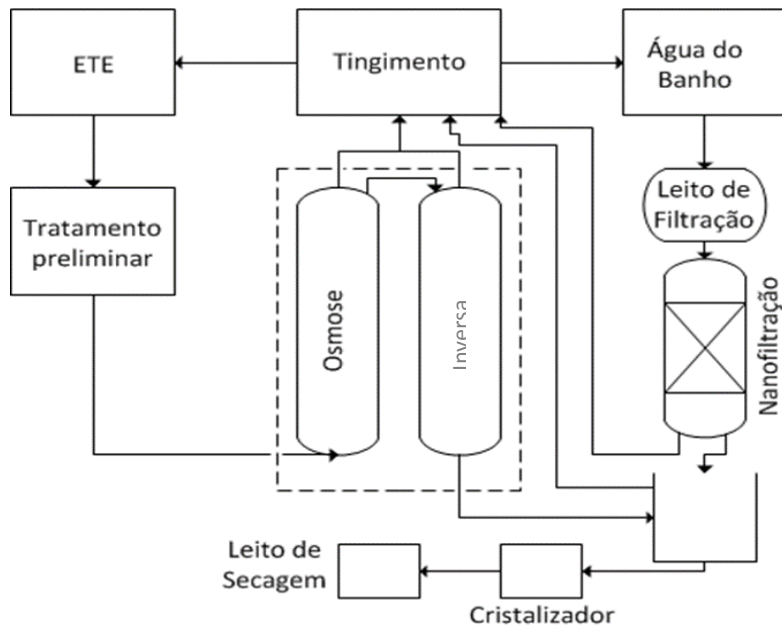 ETE
Tingimento
Água do
Banho
Tratamento
preliminar
Osmose
Inversa
Leito de
Filtração
Nanofiltração
Leito de
Secagem
Cristalizador